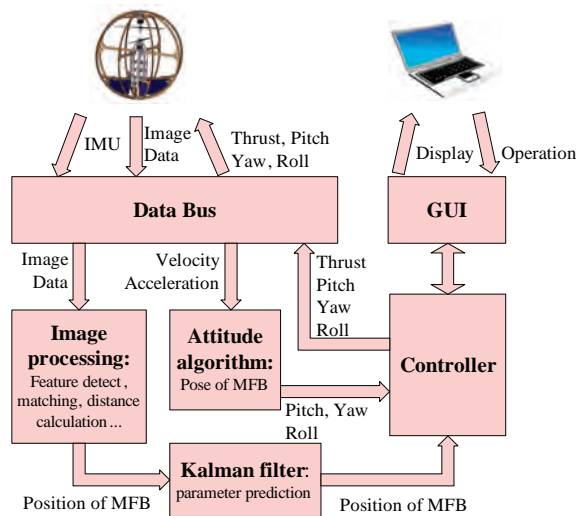 IMU
Image
Data
Thrust, Pitch
Yaw, Roll
Display
Operation
Data Bus
GUI
Image
Data
Velocity
Acceleration
Thrust
Pitch
Yaw
Roll
Image
processing:
Feature detect ,
matching, distance
calculation ...
Attitude
algorithm:
Pose of MFB
Controller
Pitch, Yaw
Roll
Kalman filter:
parameter prediction
Position of MFB
Position of MFB